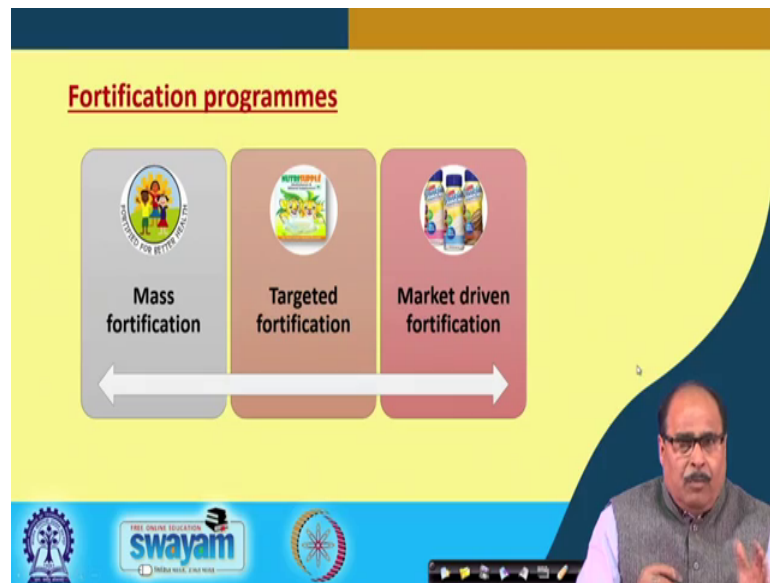 Fortification programmes
FORTIFIED FOR BETTER HEALTH
Mass
fortification
Targeted
fortification
Market driven
fortification
FREE ONLINE EDUCATION
swayam